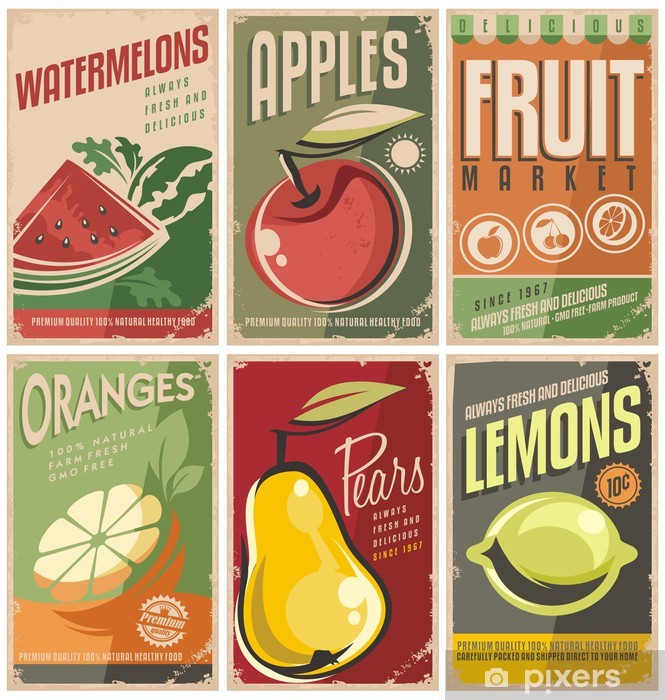 WATERMELONS
ALWAYS
FRESH AND
DELICIOUS
PREMIUM QUALITY 100% NATURAL HEALTHY FOOD
APPLES
PREMIUM QUALITY 100% NATURAL HEALTHY FOOD
DELICIOUS
FRUIT
MARKET
SINCE 1967
ALWAYS FRESH AND DELICIOUS
100% NATURAL - GMO FREE-FARM PRODUCT
ORANGES
100% NATURAL
FARM FRESH
GMO FREE
Premium
quality
PREMIUM QUALITY 100% NATURAL HEALTHY FOOD
Pears
ALWAYS
FRESH AND
DELICIOUS
SINCE 1967
ALWAYS FRESH AND DELICIOUS
LEMONS
10¢
PREMIUM QUALITY 100% NATURAL HEALTHY FOOD
CAREFULLY PACKED AND SHIPPED DIRECT TO YOUR HOME
pixers